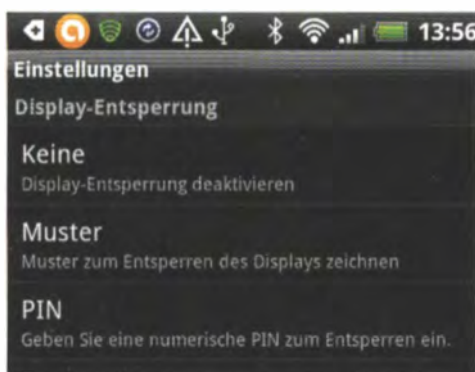 13:56
Einstellungen
Display-Entsperrung
Keine
Display-Entsperrung deaktivieren
Muster
Muster zum Entsperren des Displays zeichnen
PIN
Geben Sie eine numerische PIN zum Entsperren ein.